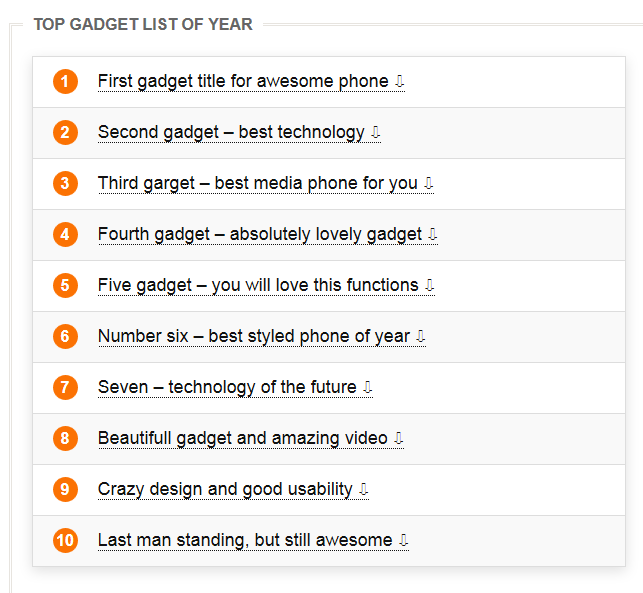 TOP GADGET LIST OF YEAR
1 First gadget title for awesome phone ⇩
2 Second gadget – best technology ⇩
3 Third garget – best media phone for you ⇩
4 Fourth gadget – absolutely lovely gadget ⇩
5 Five gadget – you will love this functions ⇩
6 Number six – best styled phone of year ⇩
7 Seven – technology of the future ⇩
8 Beautifull gadget and amazing video ⇩
9 Crazy design and good usability ⇩
10 Last man standing, but still awesome ⇩